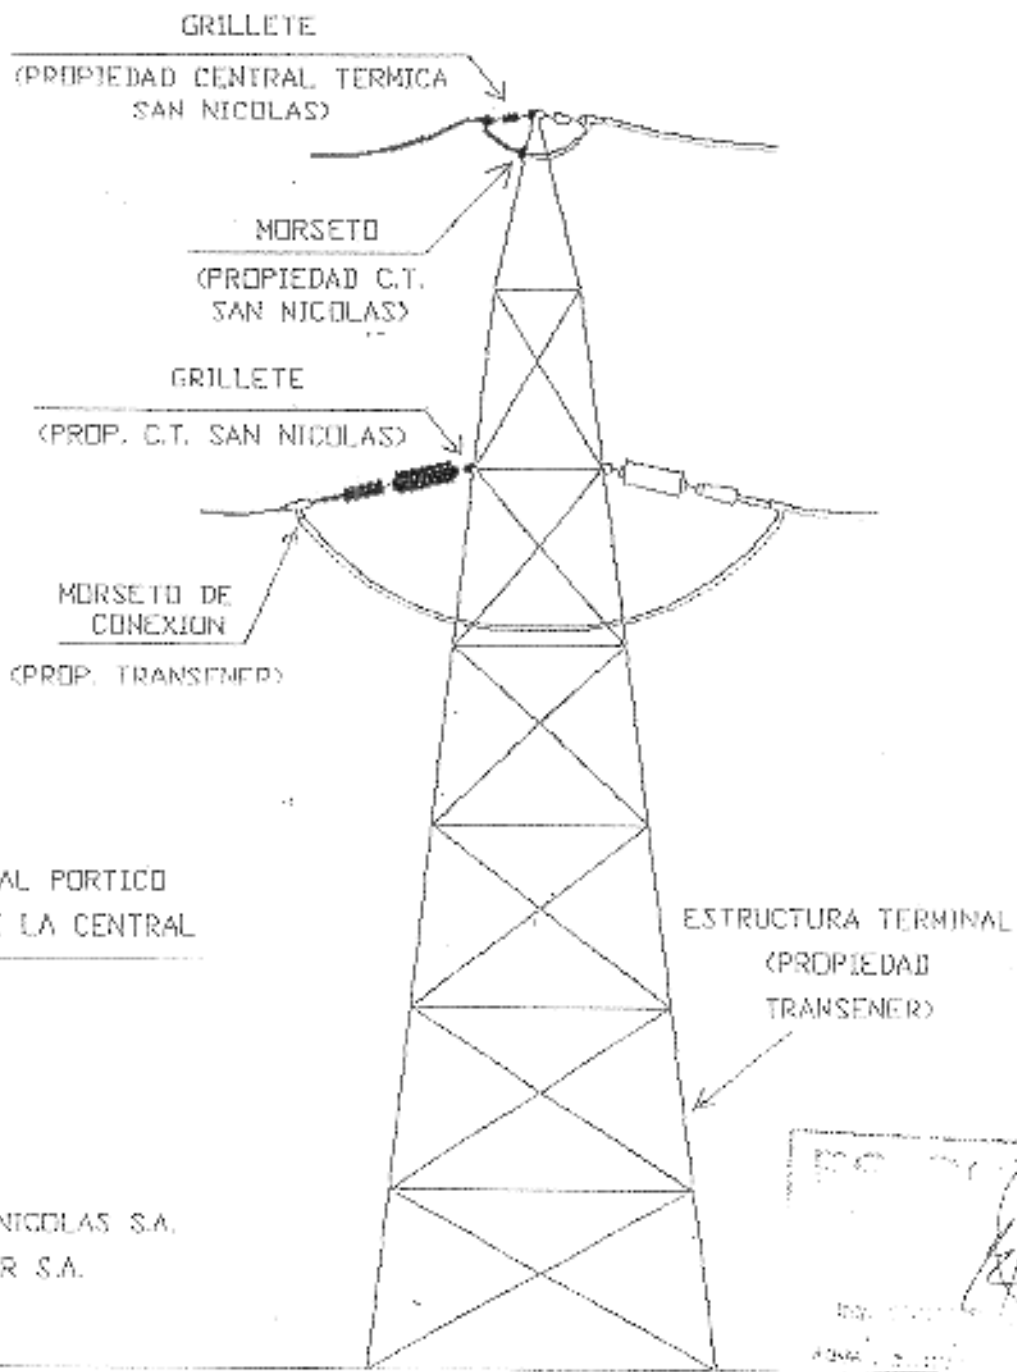 GRILLETE
(PROPIEDAD CENTRAL TERMICA
SAN NICOLAS)
MORSETO
(PROPIEDAD C.T.
SAN NICOLAS)
GRILLETE
(PROP. C.T. SAN NICOLAS)
MORSETO DE
CONEXION
(PROP. TRANSENER)
AL PORTICO
LA CENTRAL
ESTRUCTURA TERMINAL
(PROPIEDAD
TRANSENER)
NICOLAS S.A.
R S.A.